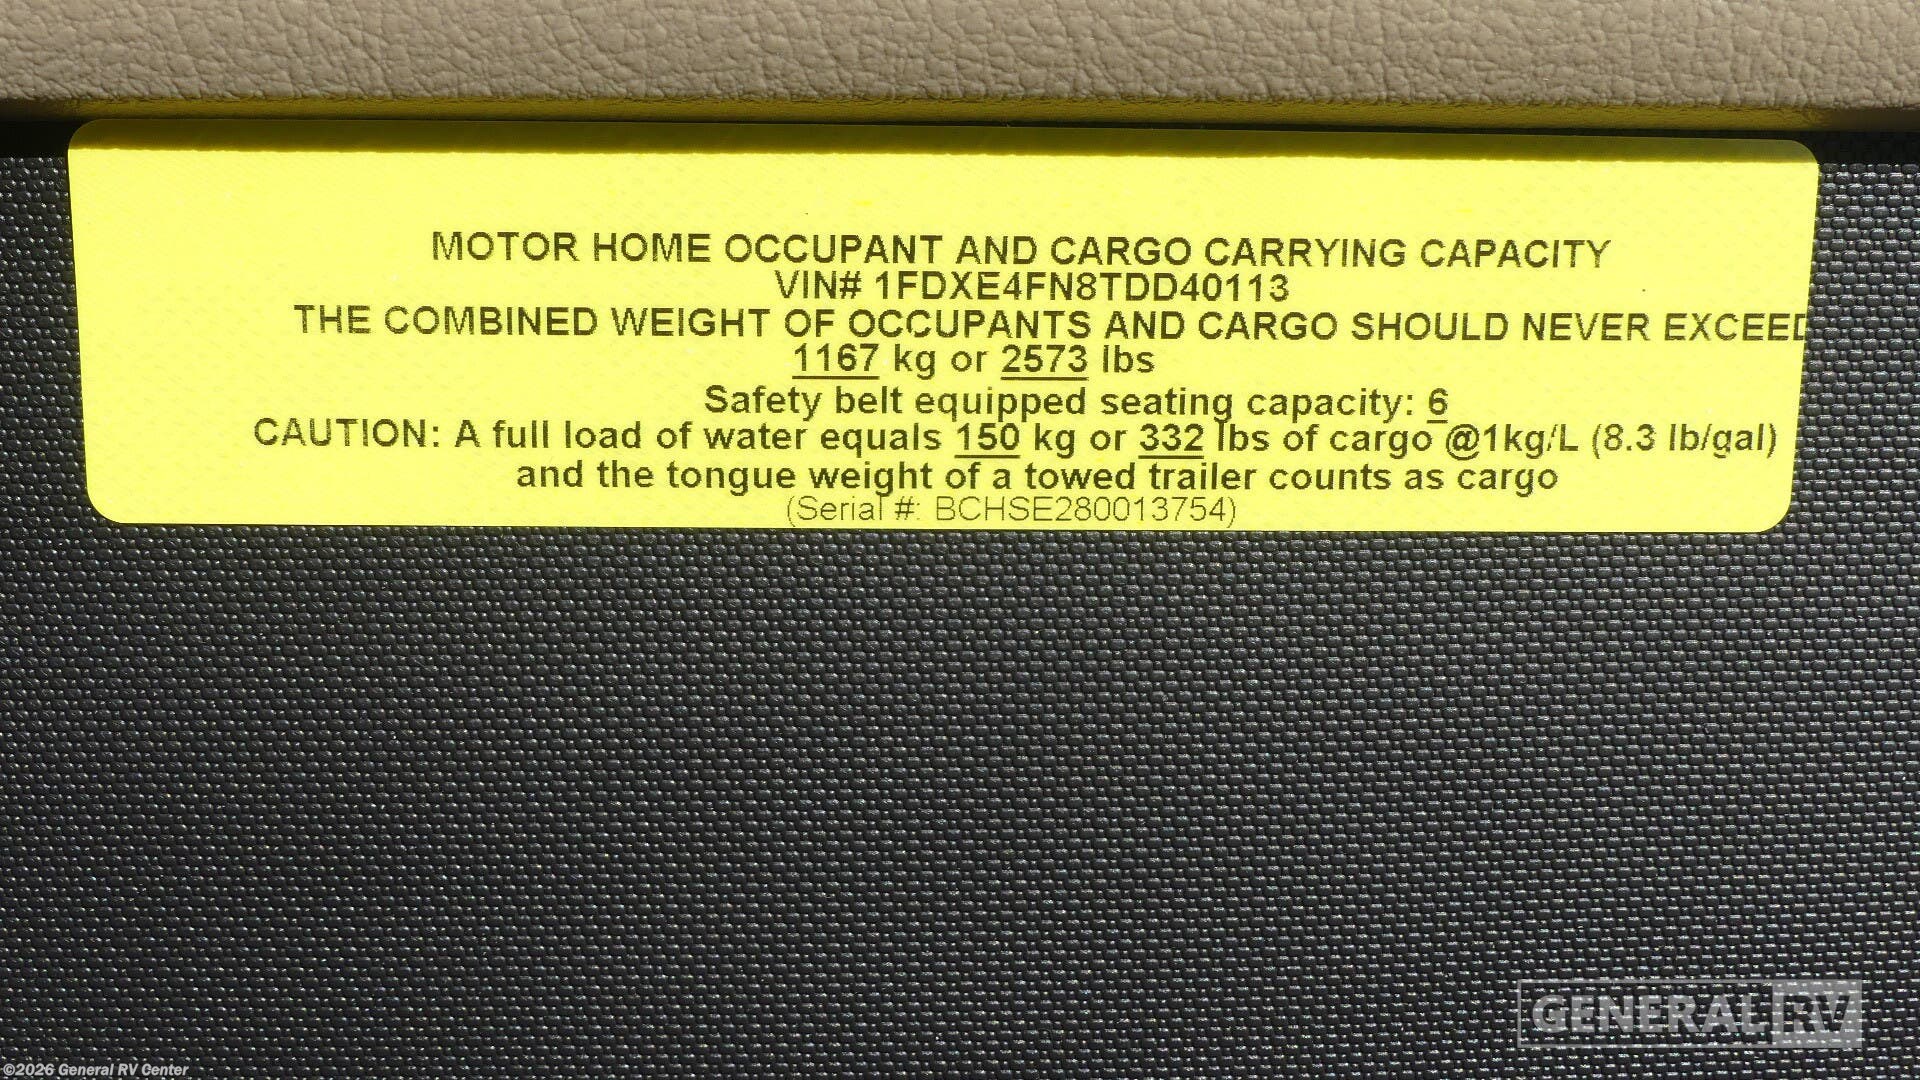 MOTOR HOME OCCUPANT AND CARGO CARRYING CAPACITY
VIN# 1FDXE4FN8TDD40113
THE COMBINED WEIGHT OF OCCUPANTS AND CARGO SHOULD NEVER EXCEED
1167 kg or 2573 lbs
Safety belt equipped seating capacity: 6
CAUTION: A full load of water equals 150 kg or 332 lbs of cargo @1kg/L (8.3 lb/gal)
and the tongue weight of a towed trailer counts as cargo
(Serial #: BCHSE280013754)
GENERAL RV
©2026 General RV Center